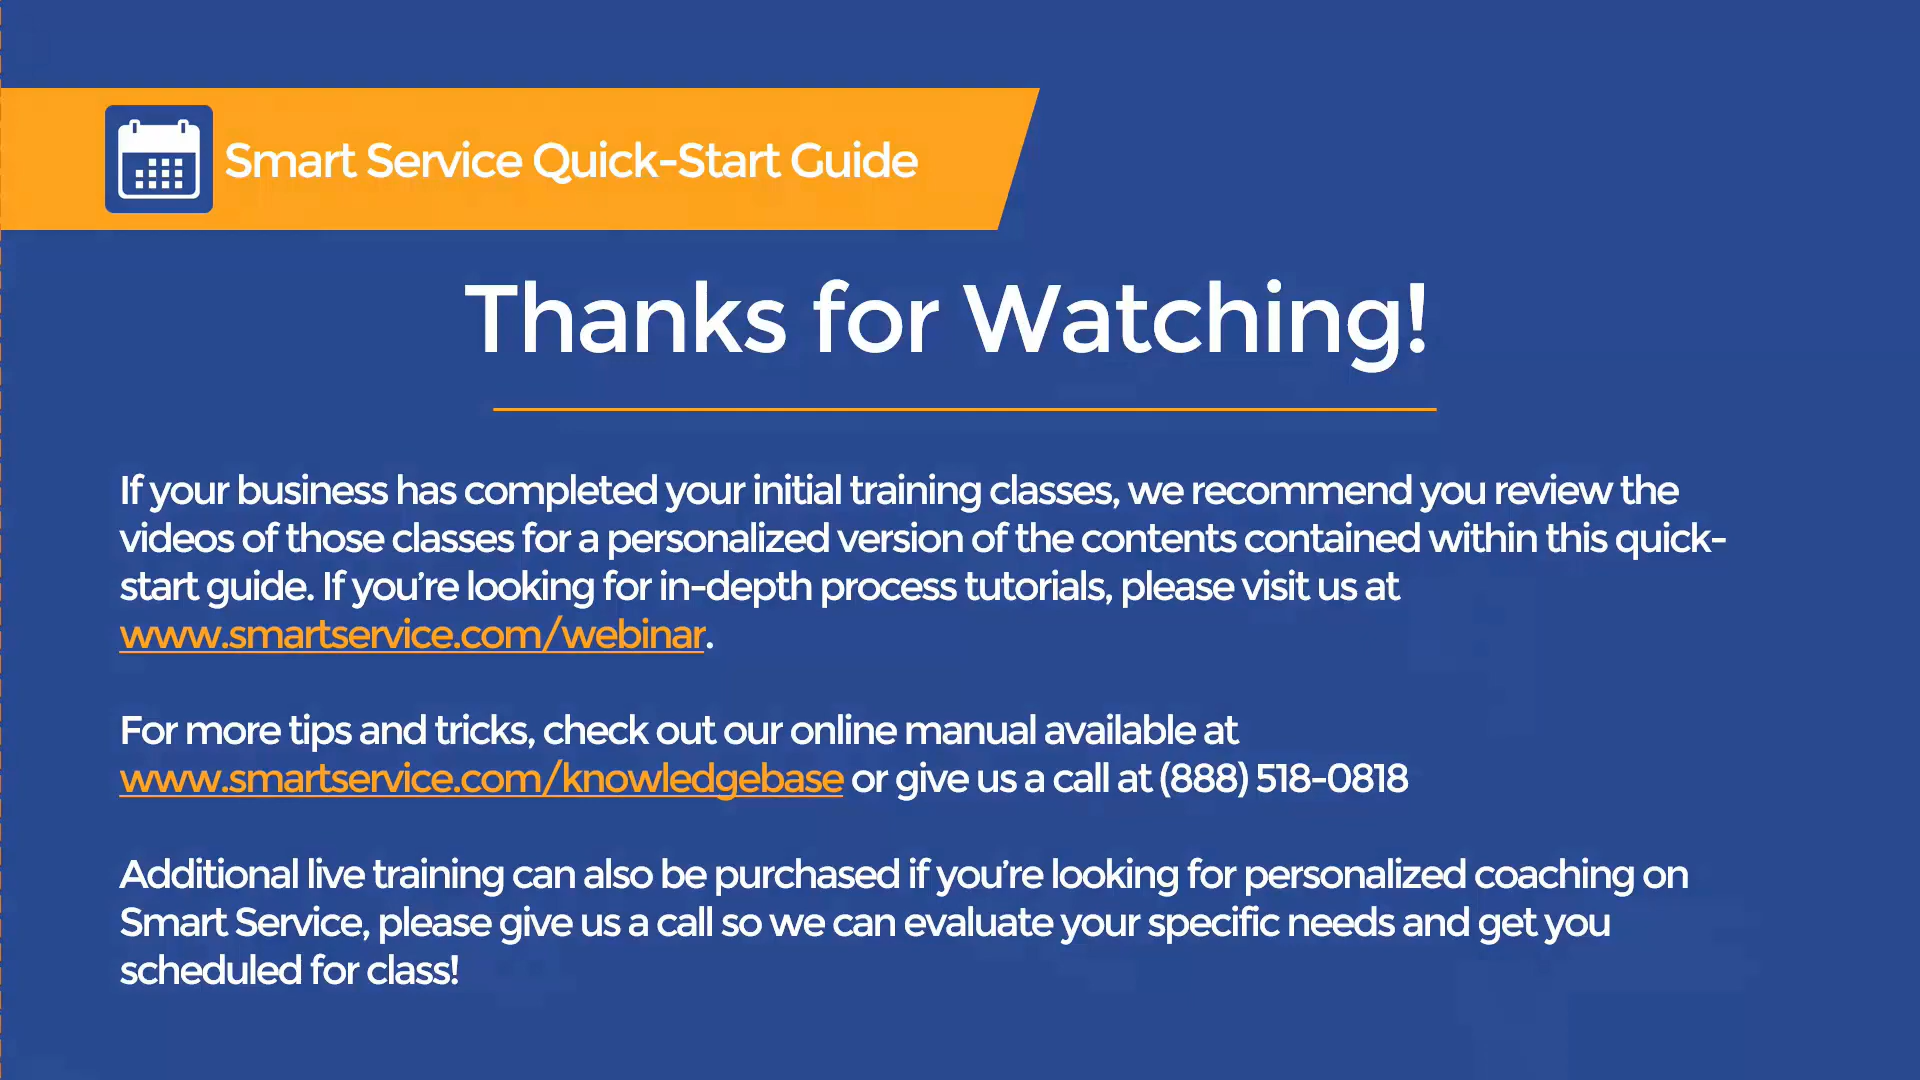 Smart Service Quick-Start Guide
Thanks for Watching!
If your business has completed your initial training classes, we recommend you review the
videos of those classes for a personalized version of the contents contained within this quick-
start guide. If you’re looking for in-depth process tutorials, please visit us at
www.smartservice.com/webinar.
For more tips and tricks, check out our online manual available at
www.smartservice.com/knowledgebase or give us a call at (888) 518-0818
Additional live training can also be purchased if you’re looking for personalized coaching on
Smart Service, please give us a call so we can evaluate your specific needs and get you
scheduled for class!